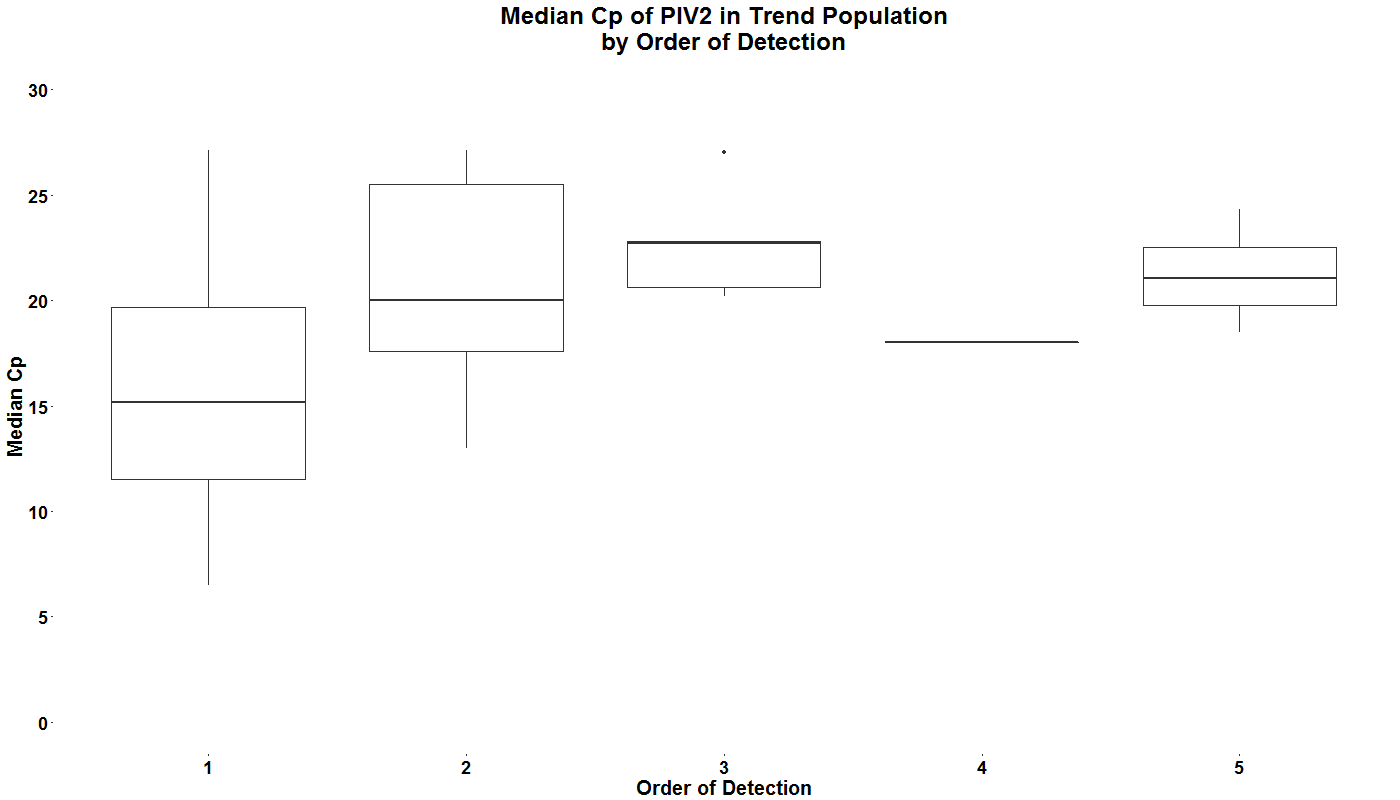 Median Cp of PIV2 in Trend Population
by Order of Detection
30
25
20
15
10
5
0
Median Cp
1 2 3 4 5
Order of Detection